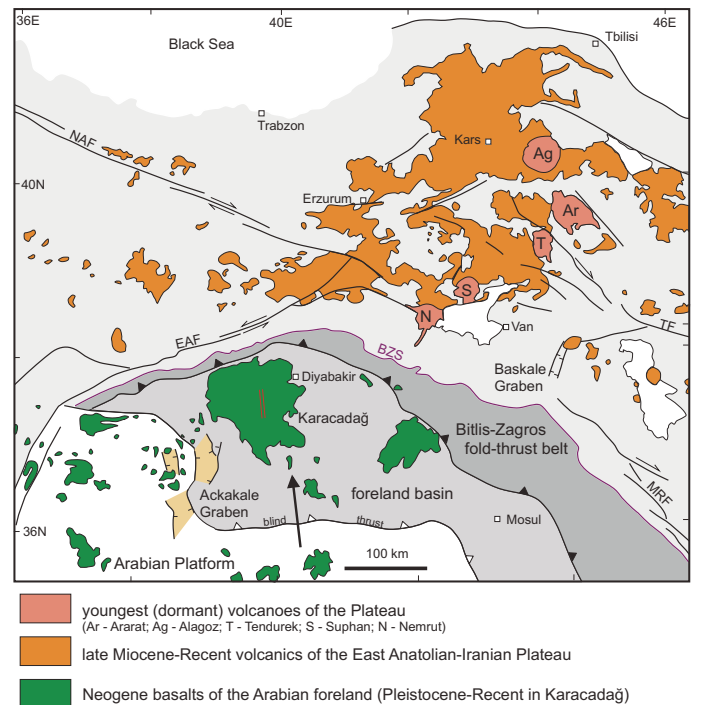 36E
40E
46E
Black Sea
Tbilisi
Trabzon
NAF
Kars
Ag
40N
Erzurum
Ar
T
S
N
Van
TF
EAF
BZS
Diyabakir
Baskale
Graben
Karacadağ
Bitlis-Zagros
fold-thrust belt
Ackakale
Graben
foreland basin
MRF
36N
blind thrust
Mosul
Arabian Platform
100 km
youngest (dormant) volcanoes of the Plateau
(Ar - Ararat; Ag - Alagoz; T - Tendurek; S - Suphan; N - Nemrut)
late Miocene-Recent volcanics of the East Anatolian-Iranian Plateau
Neogene basalts of the Arabian foreland (Pleistocene-Recent in Karacadağ)